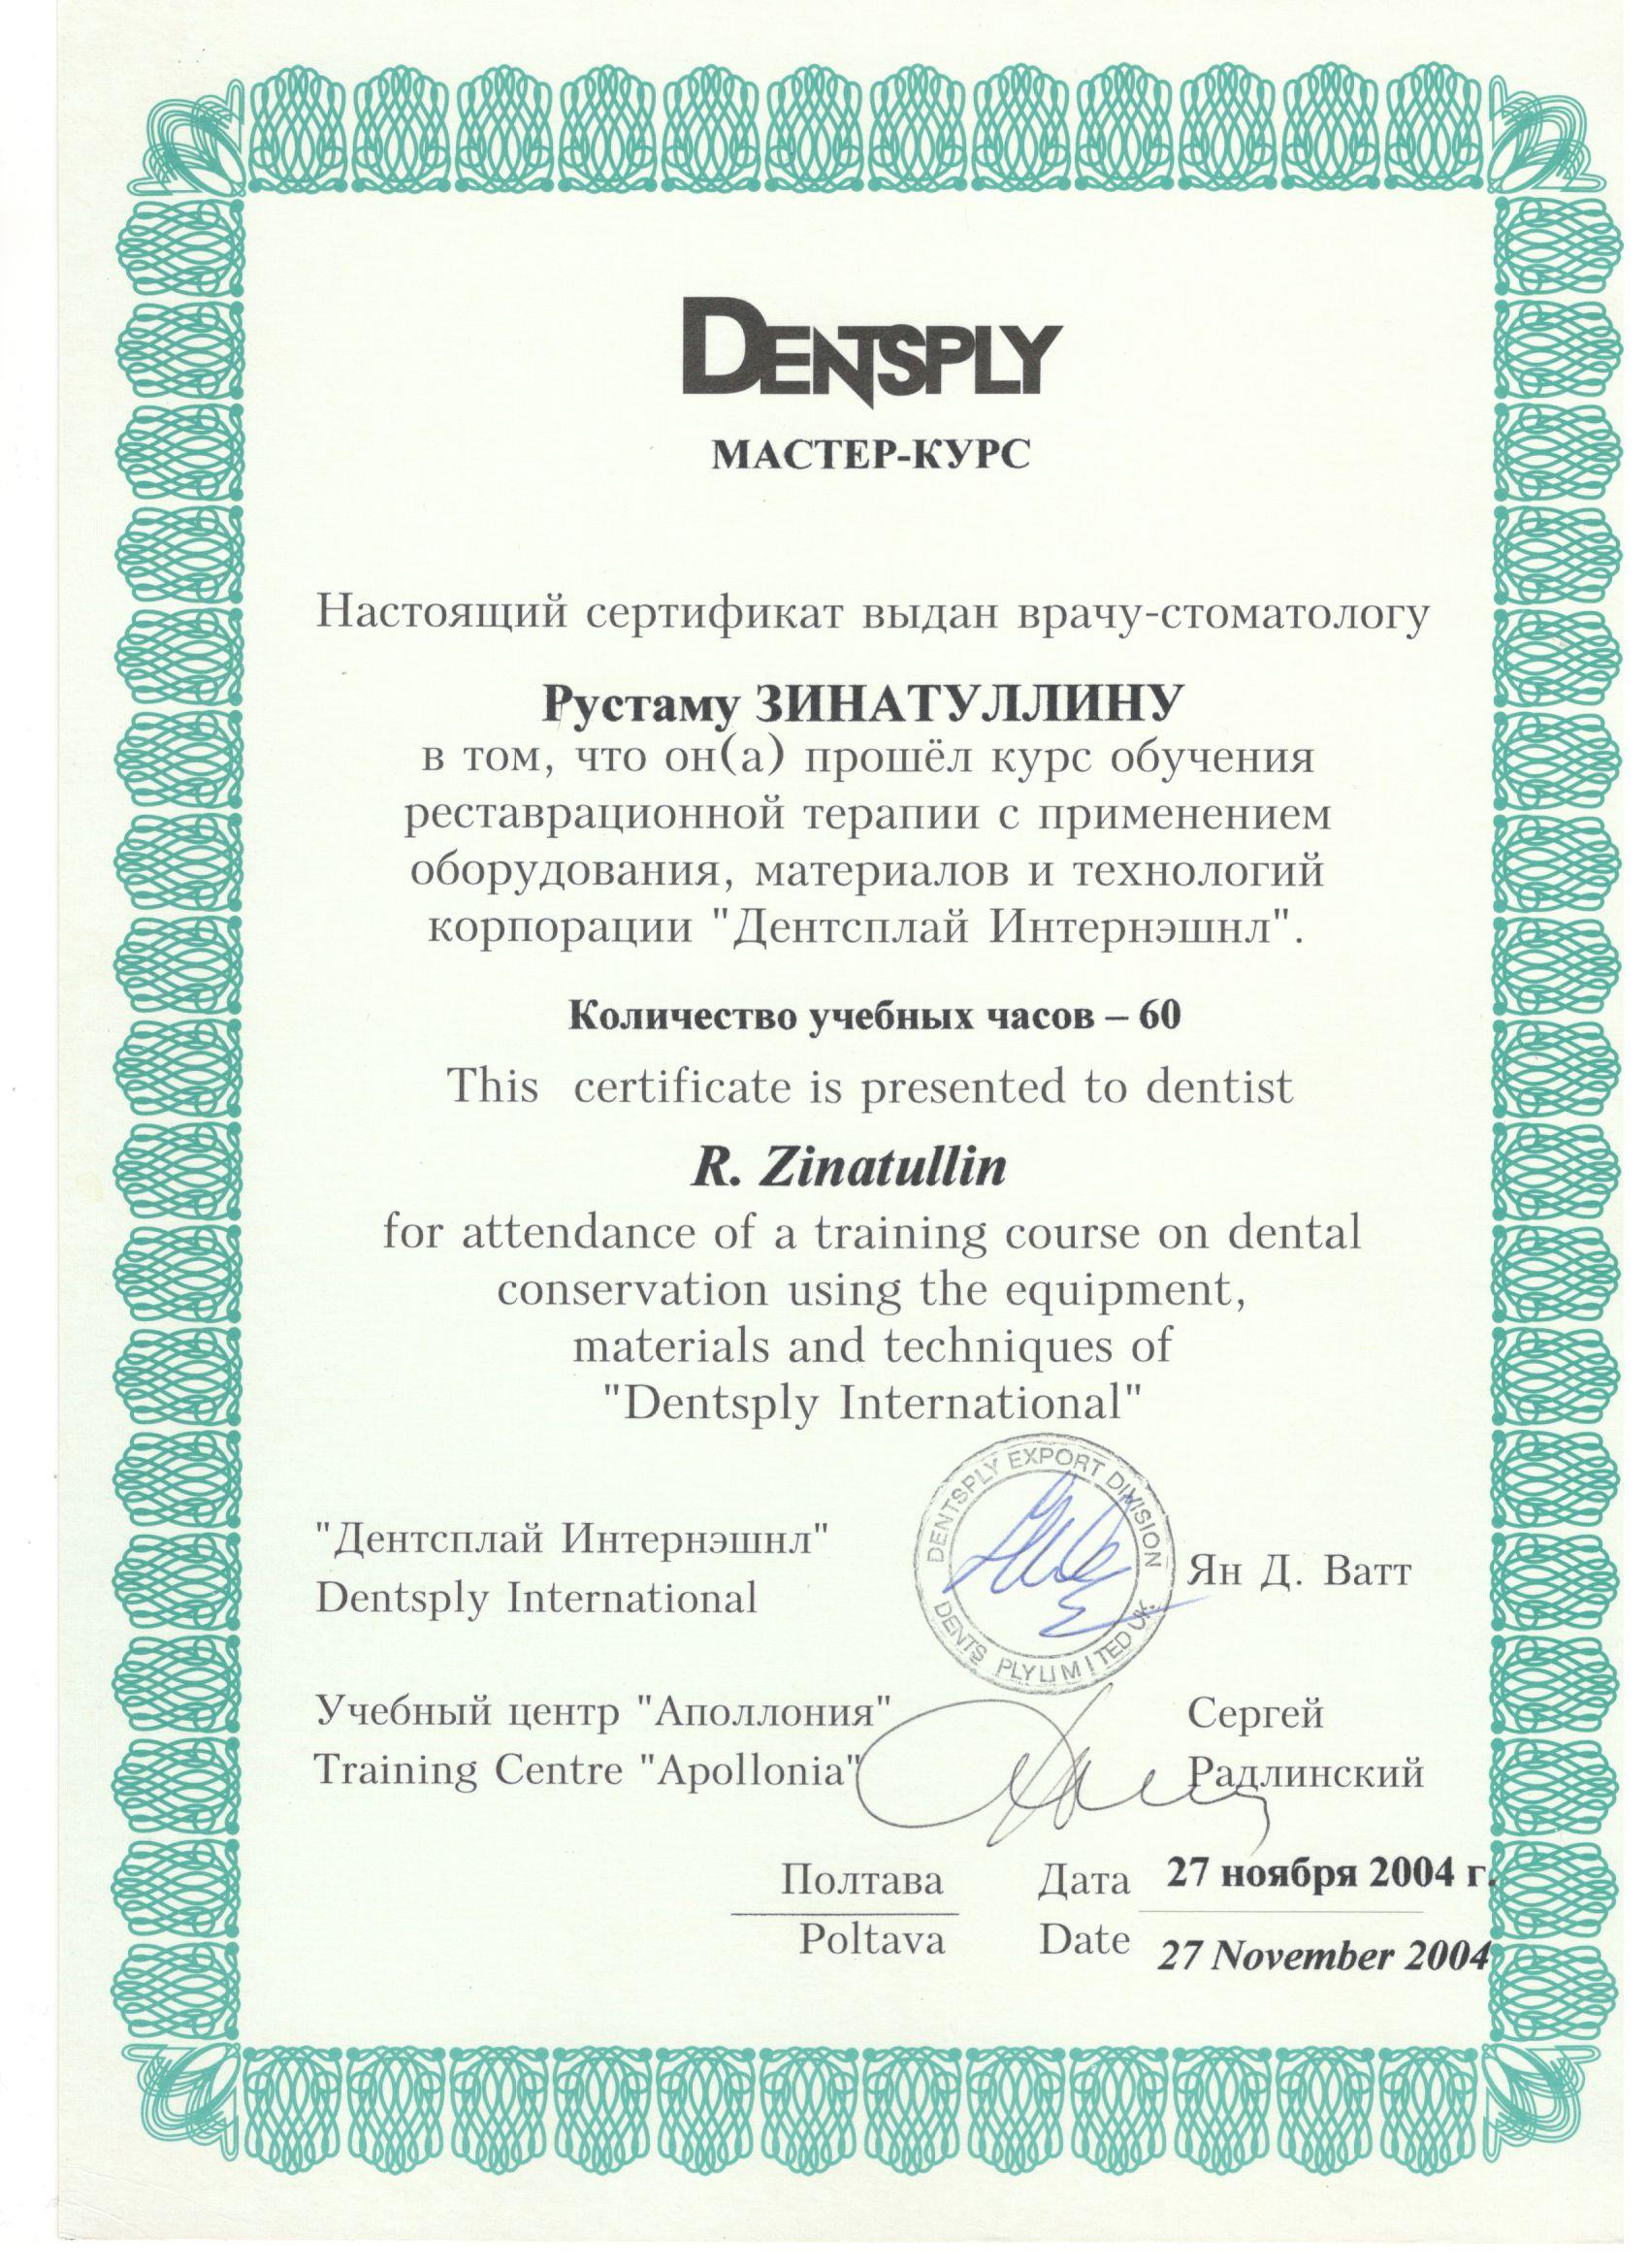 DENTSPLY
МАСТЕР-КУРС
Настоящий сертификат выдан врачу-стоматологу
Рустаму ЗИНАТУЛЛИНУ
в том, что он(а) прошёл курс обучения
реставрационной терапии с применением
оборудования, материалов и технологий
корпорации "Дентсплай Интернэшнл".
Количество учебных часов – 60
This certificate is presented to dentist
R. Zinatullin
for attendance of a training course on dental
conservation using the equipment,
materials and techniques of
"Dentsply International"
DENTSPLY EXPORT DIVISION
DENTS PLY LIMITED UK.
"Дентсплай Интернэшнл"
Dentsply International
Ян Д. Ватт
Учебный центр "Аполлония"
Training Centre "Apollonia"
Сергей
Радлинский
Полтава Дата 27 ноября 2004 г.
Poltava Date 27 November 2004